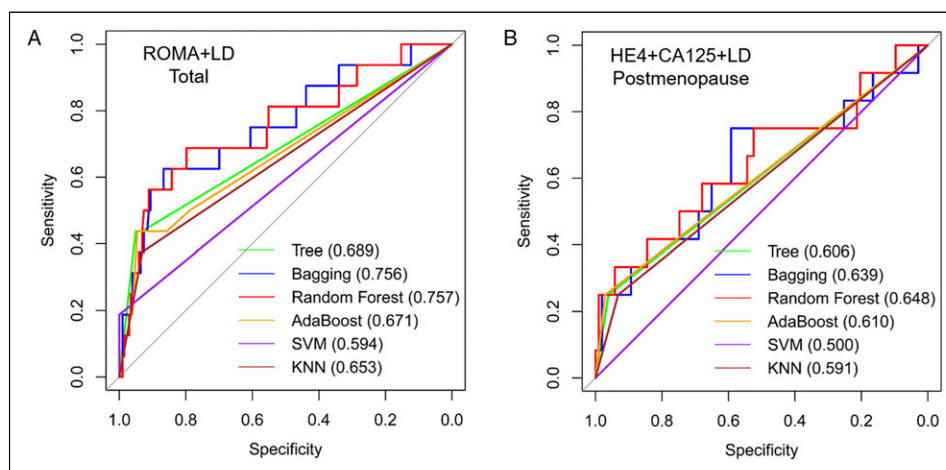 A
ROMA+LD
Total
Sensitivity
1.0
0.8
0.6
0.4
0.2
0.0
Tree (0.689)
Bagging (0.756)
Random Forest (0.757)
AdaBoost (0.671)
SVM (0.594)
KNN (0.653)
1.0 0.8 0.6 0.4 0.2 0.0
Specificity
B
HE4+CA125+LD
Postmenopause
Sensitivity
1.0
0.8
0.6
0.4
0.2
0.0
Tree (0.606)
Bagging (0.639)
Random Forest (0.648)
AdaBoost (0.610)
SVM (0.500)
KNN (0.591)
1.0 0.8 0.6 0.4 0.2 0.0
Specificity